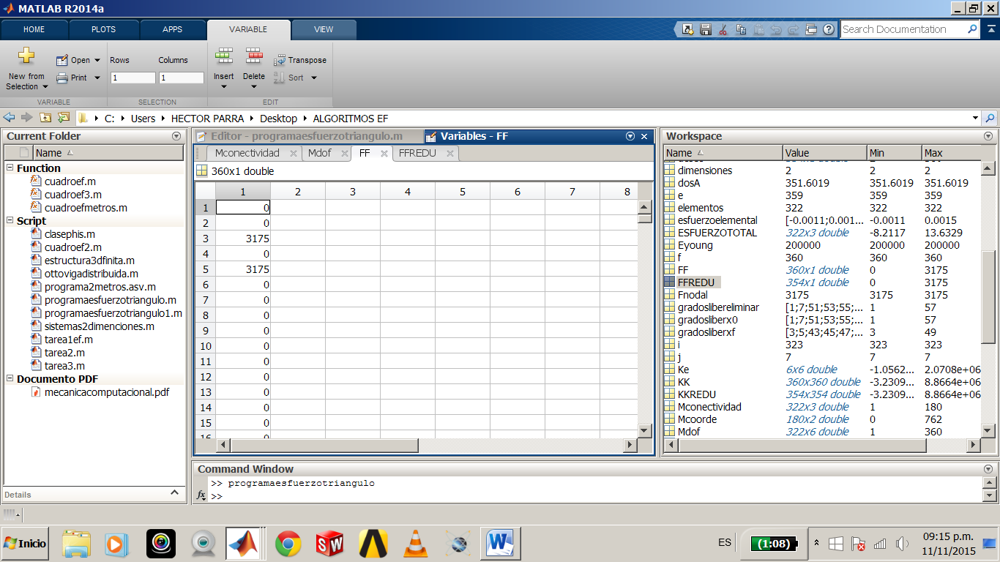 MATLAB R2014a
HOME PLOTS APPS VARIABLE VIEW
Search Documentation
New from Selection
Open
Print
Rows Columns
1 1
Insert Delete
Transpose
Sort
VARIABLE SELECTION EDIT
C: Users HECTOR PARRA Desktop ALGORITMOS EF
Current Folder
Name
Function
cuadroef.m
cuadroef3.m
cuadroefmetros.m
Script
clasephis.m
cuadroef2.m
estructura3dfinita.m
ottovigadistribuida.m
programa2metros.asv.m
programaesfuerzotriangulo.m
programaesfuerzotriangulo1.m
sistemas2dimenciones.m
tarea1ef.m
tarea2.m
tarea3.m
Documento PDF
mecanicacomputacional.pdf
Details
Editor - programaesfuerzotriangulo.m
Variables - FF
Mconectividad Mdof FF FFREDU
360x1 double
1 2 3 4 5 6 7 8
1 0
2 0
3 3175
4 0
5 3175
6 0
7 0
8 0
9 0
10 0
11 0
12 0
13 0
14 0
15 0
16 0
Workspace
Name Value Min Max
dimensiones 2 2 2
dosA 351.6019 351.6019 351.6019
e 359 359 359
elementos 322 322 322
esfuerzoelemental [-0.0011;0.001... -0.0011 0.0015
ESFUERZOTOTAL 322x3 double -8.2117 13.6329
Eyoung 200000 200000 200000
f 360 360 360
FF 360x1 double 0 3175
FFREDU 354x1 double 0 3175
Fnodal 3175 3175 3175
gradoslibereliminar [1;7;51;53;55;... 1 57
gradosliberx0 [1;7;51;53;55;... 1 57
gradosliberxf [3;5;43;45;47;... 3 49
i 323 323 323
j 7 7 7
Ke 6x6 double -1.0562... 2.0708e+06
KK 360x360 double -3.2309... 8.8664e+06
KKREDU 354x354 double -3.2309... 8.8664e+06
Mconectividad 322x3 double 1 180
Mcoorde 180x2 double 0 762
Mdof 322x6 double 1 360
Command Window
>> programaesfuerzotriangulo
fx >>
Inicio
ES
(1:08)
09:15 p.m.
11/11/2015